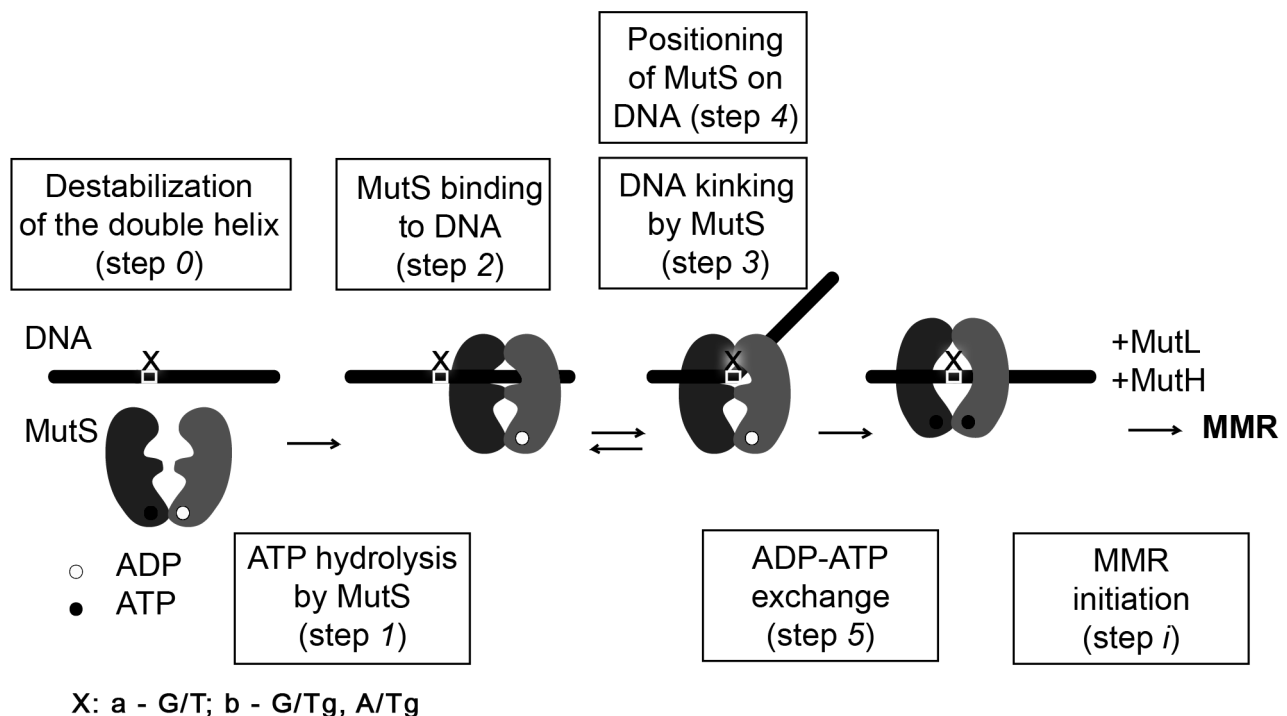 Positioning
of MutS on
DNA (step 4)
Destabilization
of the double helix
(step 0)
MutS binding
to DNA
(step 2)
DNA kinking
by MutS
(step 3)
DNA
X
X
X
X
+MutL
+MutH
MutS
MMR
ADP
ATP
ATP hydrolysis
by MutS
(step 1)
ADP-ATP
exchange
(step 5)
MMR
initiation
(step i)
X: a - G/T; b - G/Tg, A/Tg